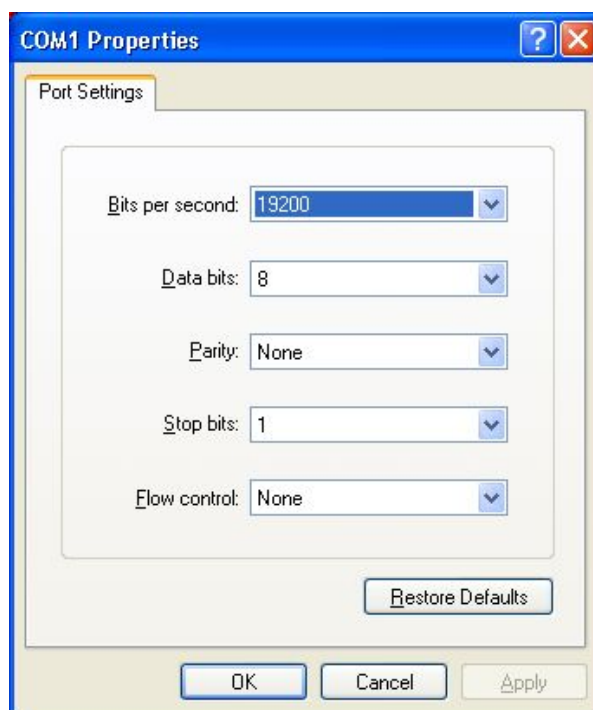 COM1 Properties
Port Settings
Bits per second: 19200
Data bits: 8
Parity: None
Stop bits: 1
Flow control: None
Restore Defaults
OK Cancel Apply